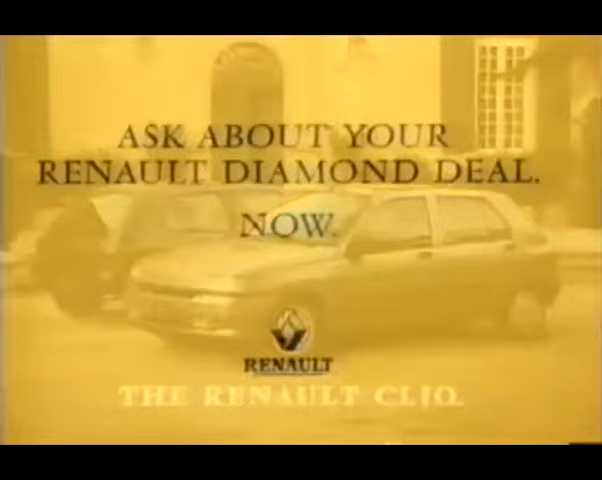 ASK ABOUT YOUR
RENAULT DIAMOND DEAL.
NOW.
RENAULT
THE RENAULT CLIO.